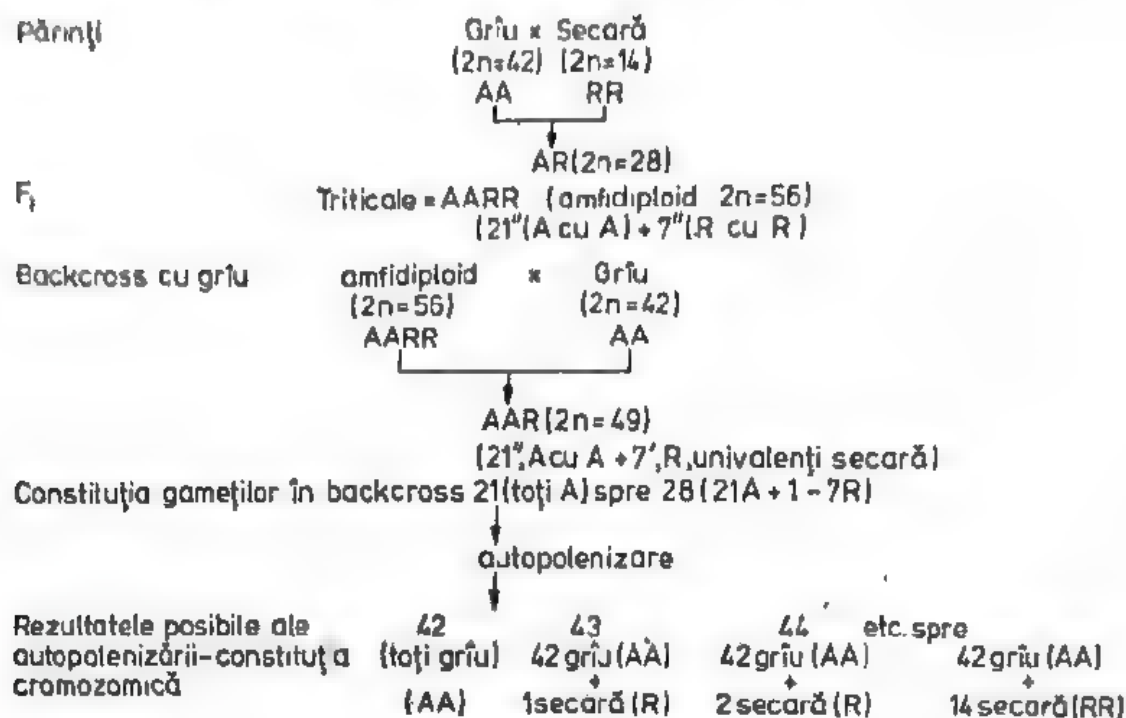 Părinţi
Grîu × Secară
(2n=42) (2n=14)
AA RR
AR(2n=28)
F₁
Triticale = AARR (amfidiploid 2n=56)
(21"(A cu A) + 7"(R cu R)
Backcross cu grîu
amfidiploid × Grîu
(2n=56) (2n=42)
AARR AA
AAR(2n=49)
(21",A cu A + 7',R,univalenţi secară)
Constituţia gameţilor în backcross 21(toţi A) spre 28(21A + 1-7R)
autopolenizare
Rezultatele posibile ale 42 43 44 etc. spre
autopolenizării-constituţia (toţi grîu) 42 grîu (AA) 42 grîu (AA) 42 grîu (AA)
cromozomică + + +
(AA) 1 secară (R) 2 secară (R) 14 secară (RR)